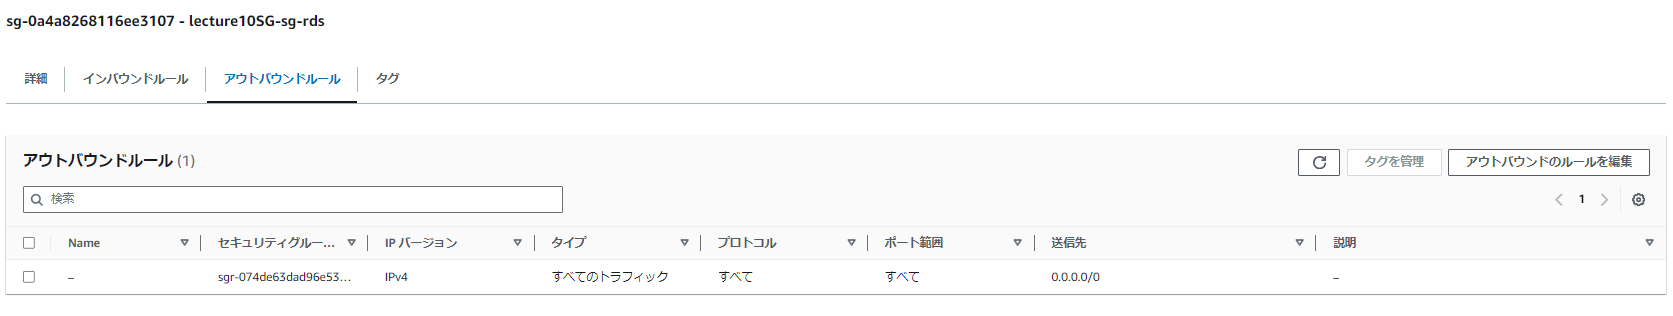 sg-0a4a8268116ee3107 - lecture10SG-sg-rds
詳細 インバウンドルール アウトバウンドルール タグ
アウトバウンドルール (1)
タグを管理 アウトバウンドのルールを編集
検索
1
Name セキュリティグルー... IP バージョン タイプ プロトコル ポート範囲 送信先 説明
– sgr-074de63dad96e53... IPv4 すべてのトラフィック すべて すべて 0.0.0.0/0 –